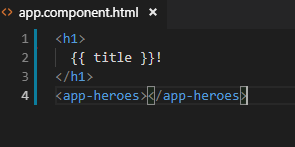 <> app.component.html ×
1 <h1>
2   {{ title }}!
3 </h1>
4 <app-heroes></app-heroes>